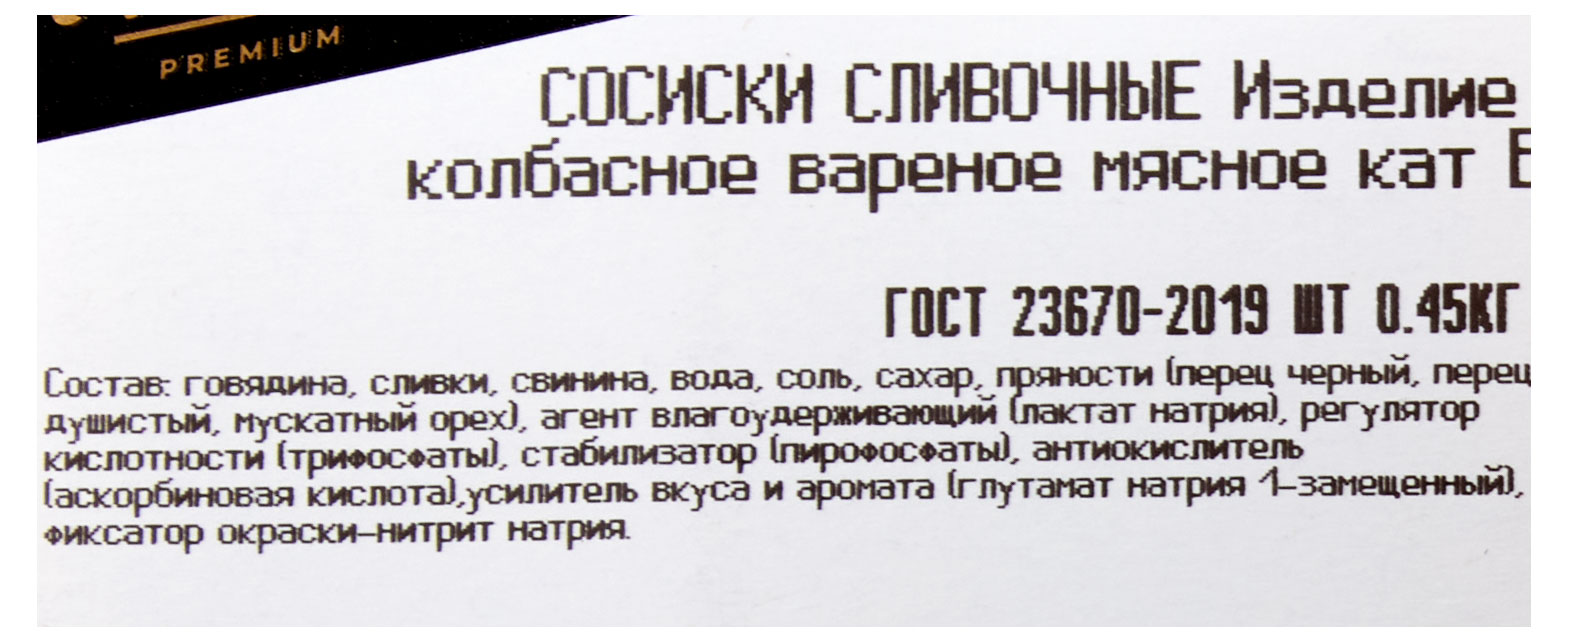 PREMIUM
СОСИСКИ СЛИВОЧНЫЕ Изделие
колбасное вареное мясное кат
ГОСТ 23670-2019 ШТ 0.45КГ
Состав: говядина, сливки, свинина, вода, соль, сахар, пряности (перец черный, перец
душистый, мускатный орех), агент влагоудерживающий (лактат натрия), регулятор
кислотности (трифосфаты), стабилизатор (пирофосфаты), антиокислитель
(аскорбиновая кислота),усилитель вкуса и аромата (глутамат натрия 1-замещенный),
фиксатор окраски-нитрит натрия.